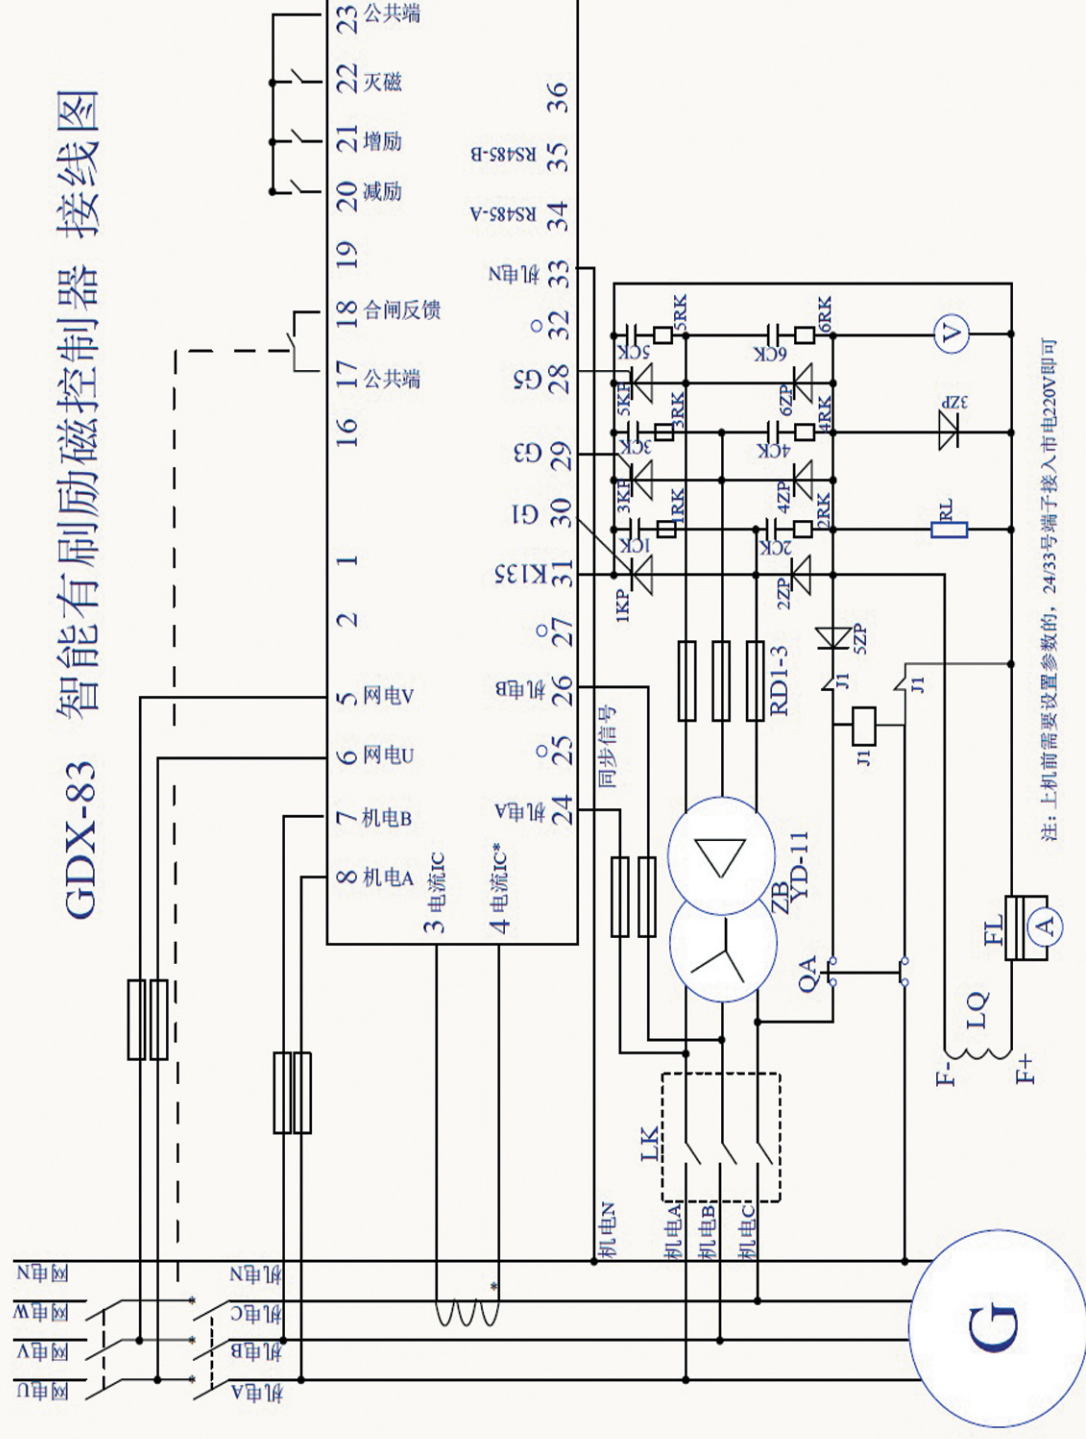 GDX-83 智能有刷励磁控制器 接线图
23 公共端
22 灭磁
21 增励
20 减励
19
18 合闸反馈
17 公共端
16
1
2
5 网电V
6 网电U
7 机电B
8 机电A
3 电流IC
4 电流IC*
36
35 RS485-B
34 RS485-A
33 机电N
32
28 G5
29 G3
30 G1
31 K135
27
26 机电B
25
24 机电A
同步信号
5CK
5RK
6CK
6RK
5KP
6ZP
3CK
3RK
4CK
4RK
3KP
4ZP
1CK
1RK
2CK
2RK
1KP
2ZP
V
3ZP
RL
5ZP
J1
J1
J1
RD1-3
ZB
YD-11
QA
FL
A
LQ
F-
F+
LK
机电N
机电A
机电B
机电C
网电N
网电W
网电V
网电U
机电N
机电C
机电B
机电A
*
*
*
*
G
注: 上机前需要设置参数的, 24/33号端子接入市电220V即可